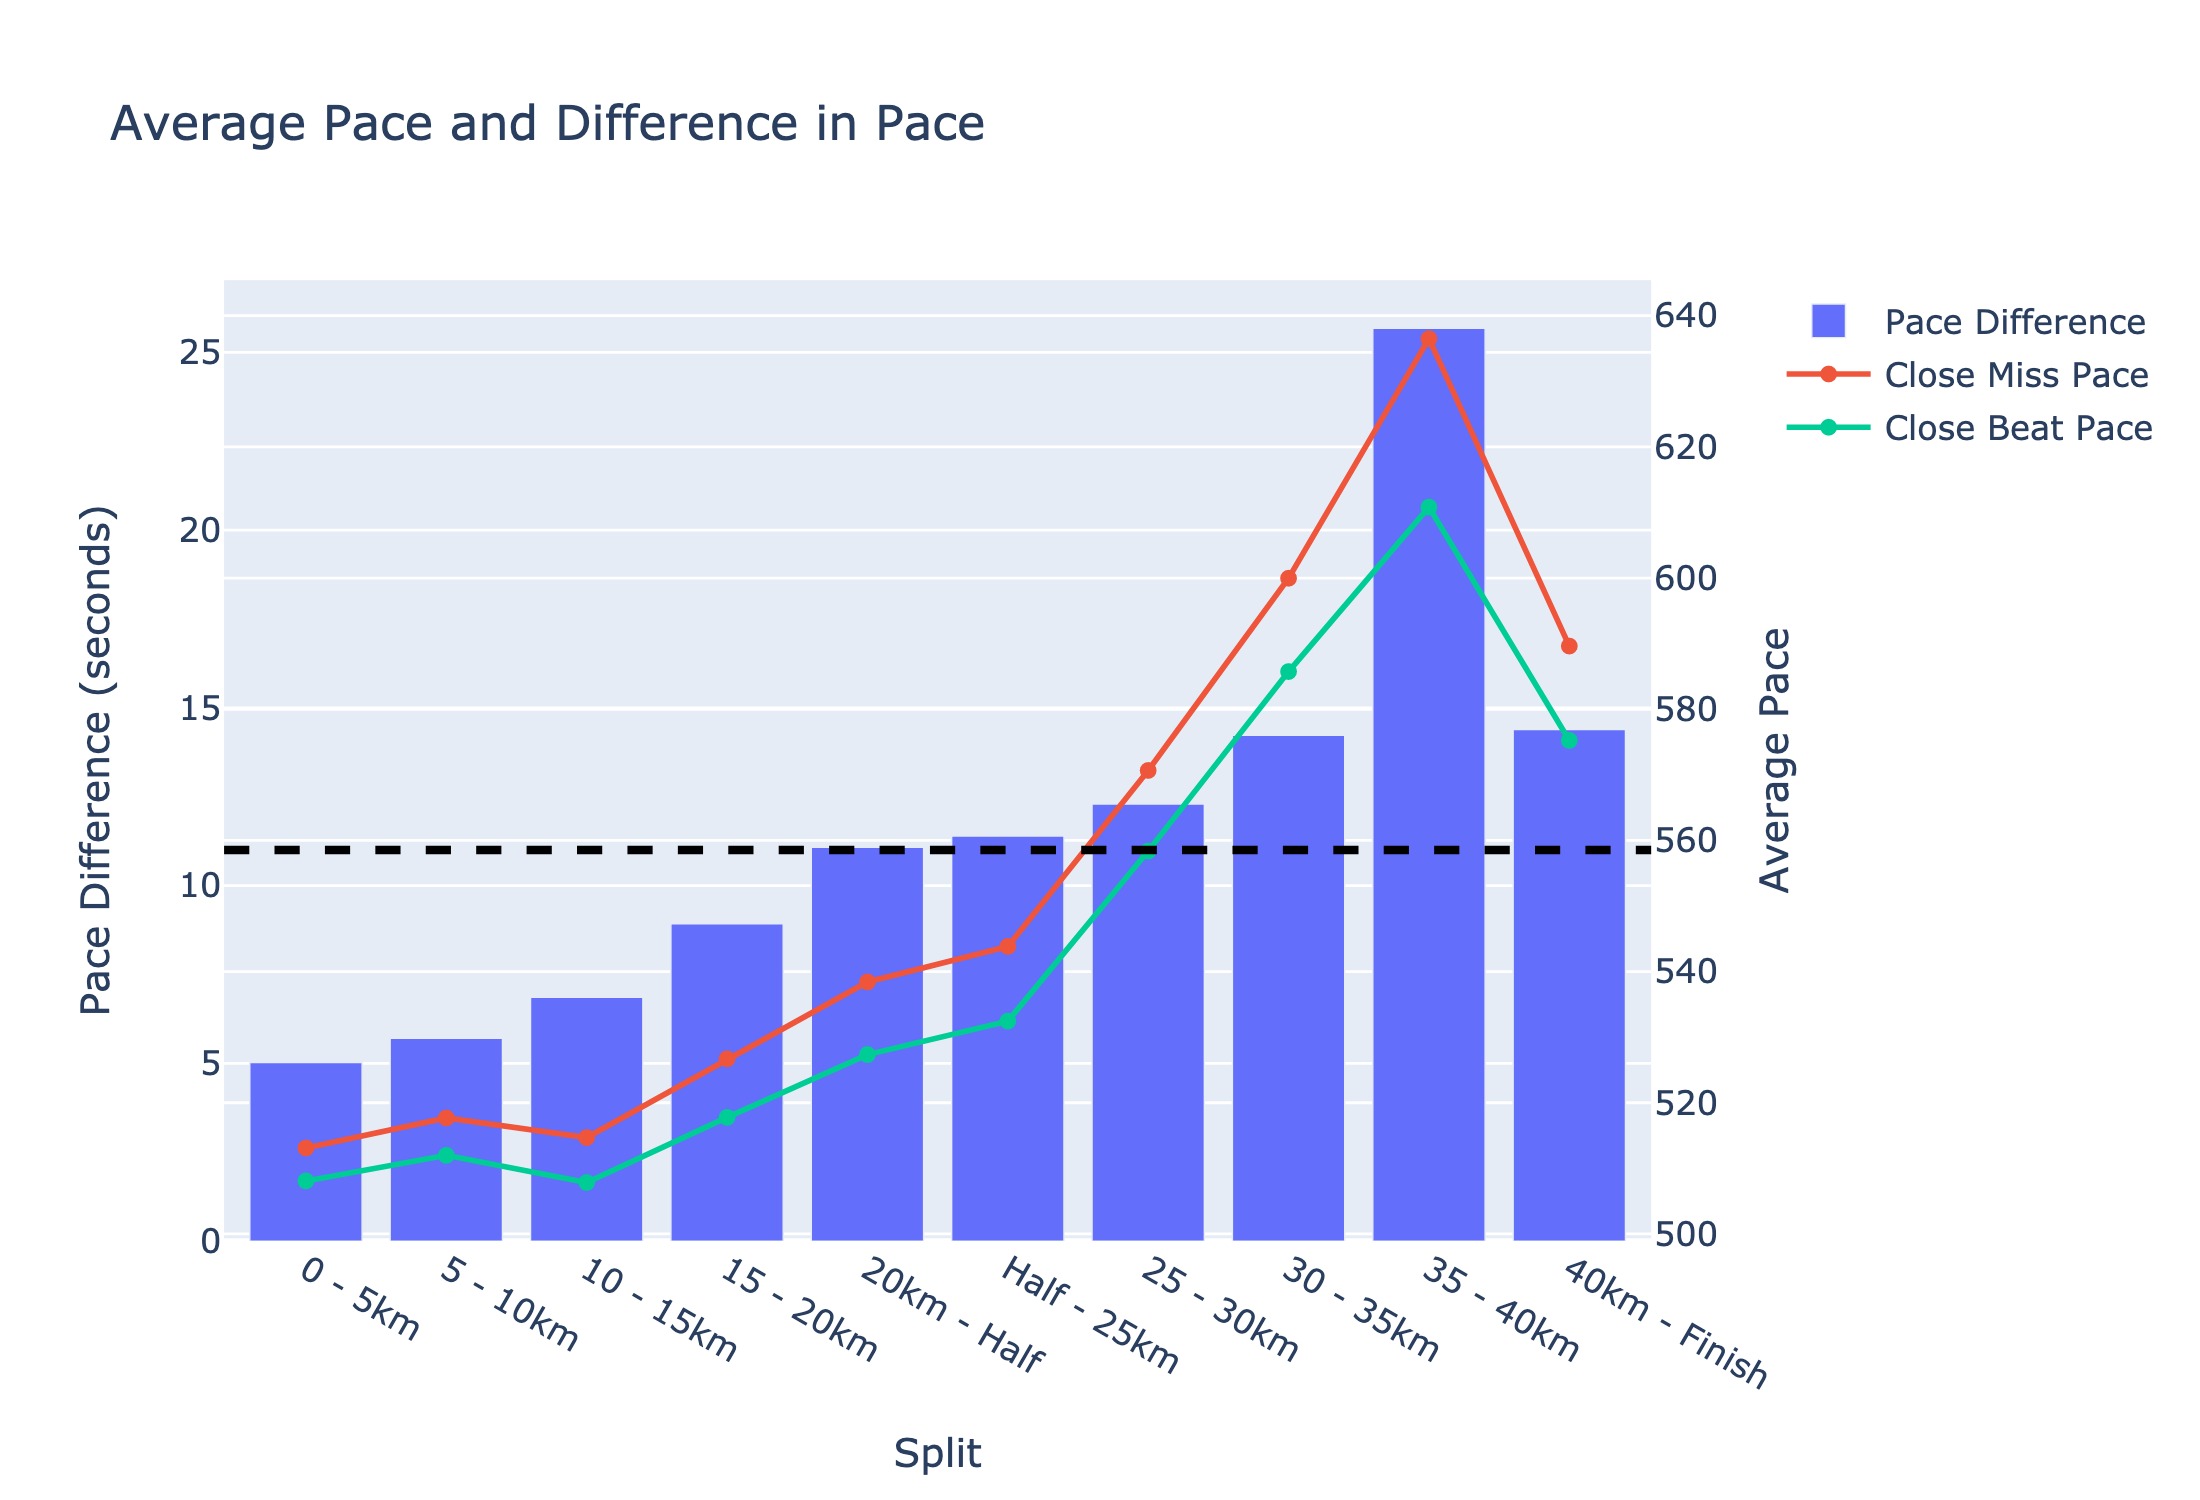 Average Pace and Difference in Pace
Pace Difference
Close Miss Pace
Close Beat Pace
Pace Difference (seconds)
25
20
15
10
5
0
640
620
600
580
560
540
520
500
Average Pace
0 - 5km
5 - 10km
10 - 15km
15 - 20km
20km - Half
Half - 25km
25 - 30km
30 - 35km
35 - 40km
40km - Finish
Split